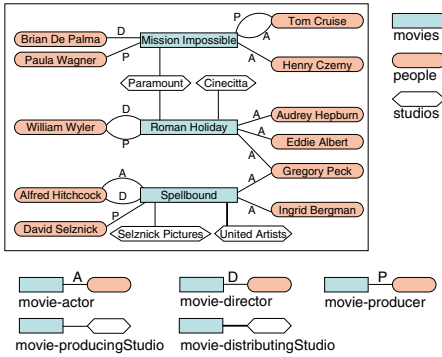 P
Tom Cruise
Brian De Palma
D
Mission Impossible
A
Paula Wagner
P
A
Henry Czerny
Paramount
Cinecitta
D
A
Audrey Hepburn
William Wyler
Roman Holiday
A
Eddie Albert
P
A
Gregory Peck
A
A
Alfred Hitchcock
D
Spellbound
P
A
Ingrid Bergman
David Selznick
Selznick Pictures
United Artists
movies
people
studios
A
movie-actor
D
movie-director
P
movie-producer
movie-producingStudio
movie-distributingStudio